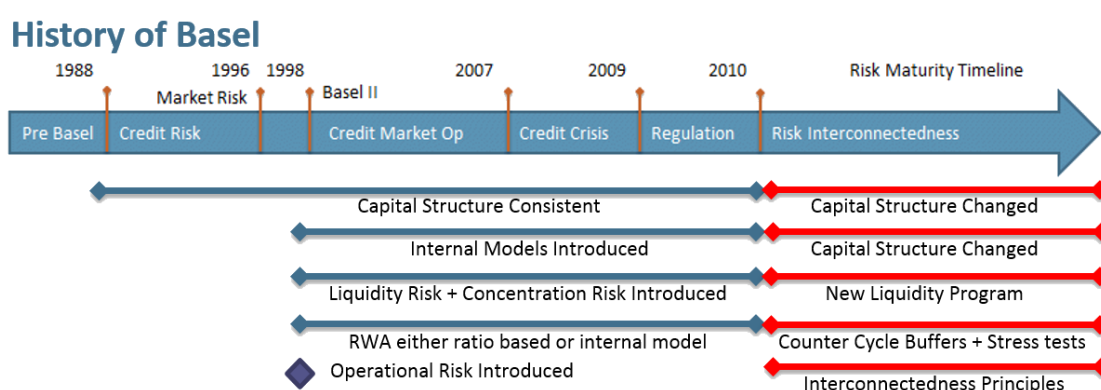 History of Basel
1988 1996 1998 2007 2009 2010 Risk Maturity Timeline
Market Risk Basel II
Pre Basel Credit Risk Credit Market Op Credit Crisis Regulation Risk Interconnectedness
Capital Structure Consistent Capital Structure Changed
Internal Models Introduced Capital Structure Changed
Liquidity Risk + Concentration Risk Introduced New Liquidity Program
RWA either ratio based or internal model Counter Cycle Buffers + Stress tests
Operational Risk Introduced Interconnectedness Principles